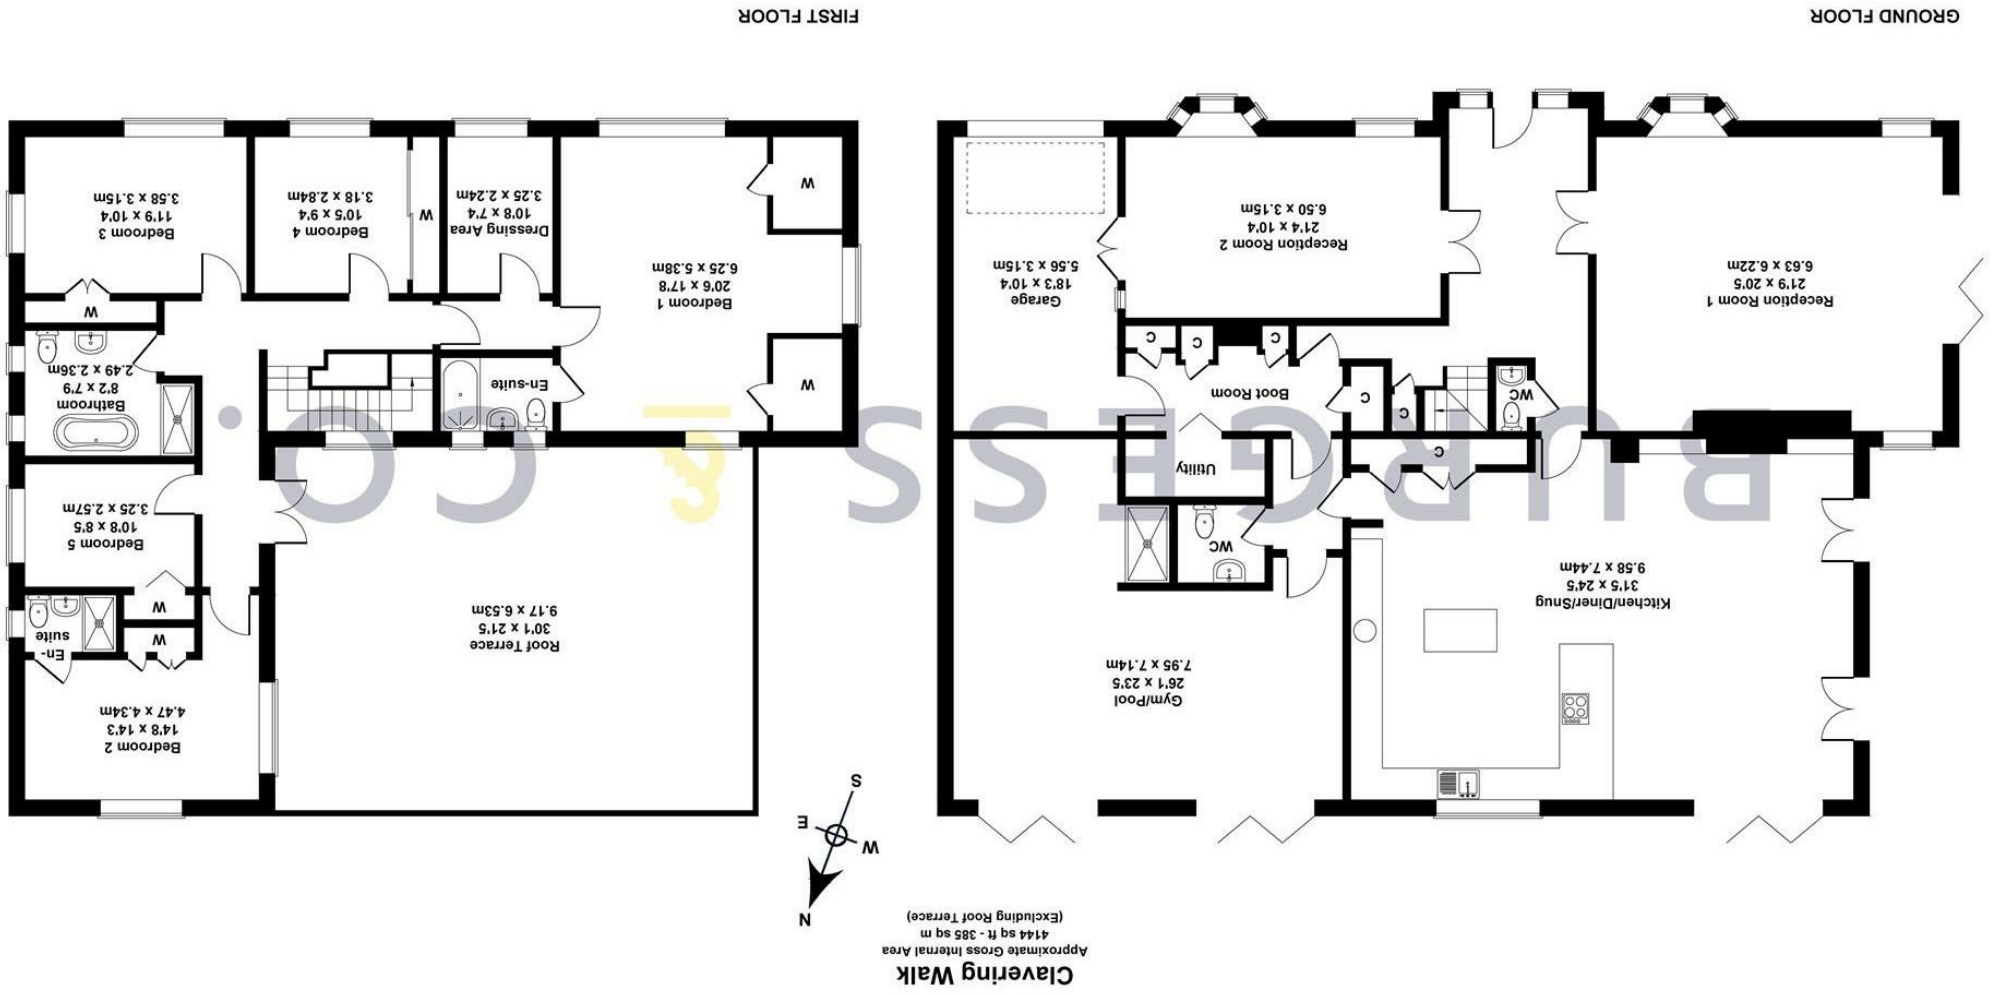 Clavering Walk
Approximate Gross Internal Area
4144 sq ft - 385 sq m
(Excluding Roof Terrace)
N
W
E
S
Kitchen/Diner/Snug
31'5 x 24'5
9.58 x 7.44m
Gym/Pool
26'1 x 23'5
7.95 x 7.14m
WC
Utility
C
WC
C
C
Boot Room
C
C
C
Reception Room 1
21'9 x 20'5
6.63 x 6.22m
Reception Room 2
21'4 x 10'4
6.50 x 3.15m
Garage
18'3 x 10'4
5.56 x 3.15m
GROUND FLOOR
Bedroom 2
14'8 x 14'3
4.47 x 4.34m
En-
suite
W
W
Roof Terrace
30'1 x 21'5
9.17 x 6.53m
Bedroom 5
10'8 x 8'5
3.25 x 2.57m
Bathroom
8'2 x 7'9
2.49 x 2.36m
W
En-suite
W
Bedroom 1
20'6 x 17'8
6.25 x 5.38m
W
Dressing Area
10'8 x 7'4
3.25 x 2.24m
W
Bedroom 4
10'5 x 9'4
3.18 x 2.84m
Bedroom 3
11'9 x 10'4
3.58 x 3.15m
FIRST FLOOR
BURGESS & CO.